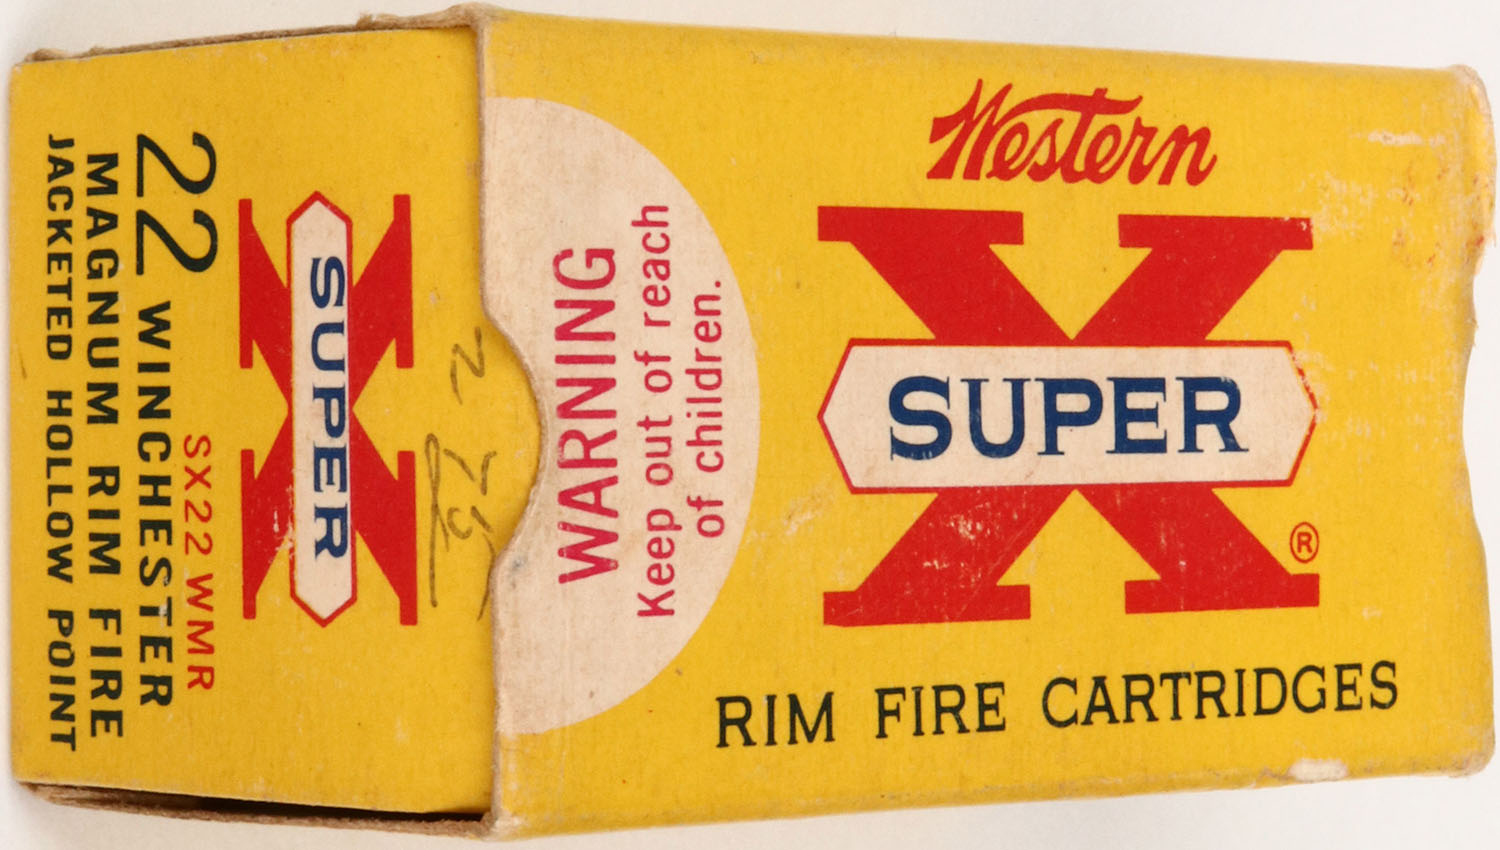 Western
X
SUPER
®
RIM FIRE CARTRIDGES
WARNING
Keep out of reach
of children.
X
SUPER
SX22 WMR
22 WINCHESTER
MAGNUM RIM FIRE
JACKETED HOLLOW POINT